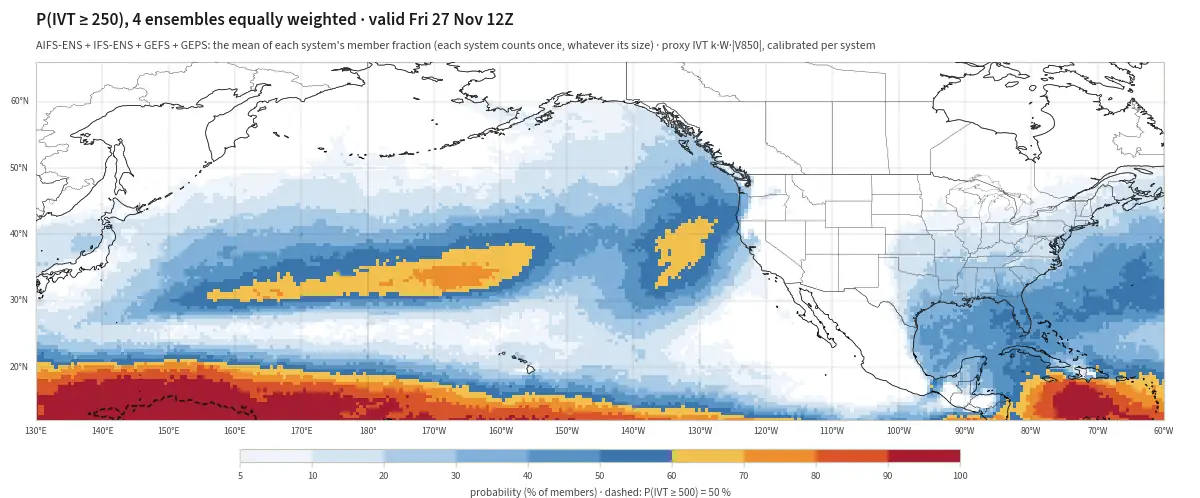 P(IVT ≥ 250), 4 ensembles equally weighted · valid Fri 27 Nov 12Z
AIFS-ENS + IFS-ENS + GEFS + GEPS: the mean of each system's member fraction (each system counts once, whatever its size) · proxy IVT k·W·|V850|, calibrated per system
60°N
50°N
40°N
30°N
20°N
130°E 140°E 150°E 160°E 170°E 180° 170°W 160°W 150°W 140°W 130°W 120°W 110°W 100°W 90°W 80°W 70°W 60°W
5 10 20 30 40 50 60 70 80 90 100
probability (% of members) · dashed: P(IVT ≥ 500) = 50 %